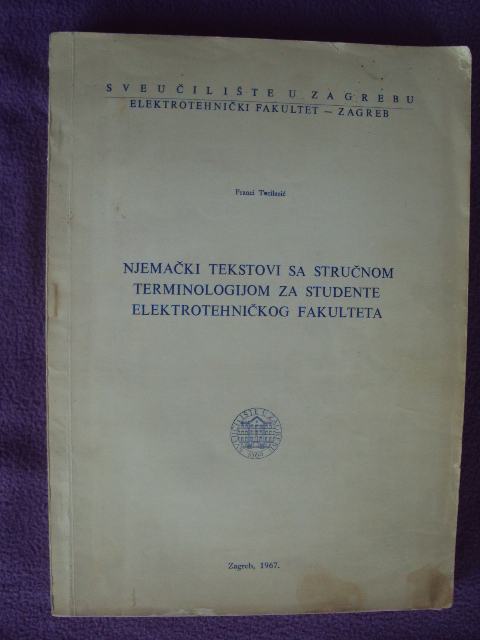 SVEUČILIŠTE U ZAGREBU
ELEKTROTEHNIČKI FAKULTET — ZAGREB
Franci
NJEMAČKI TEKSTOVI SA STRUČNOM
TERMINOLOGIJOM ZA STUDENTE
ELEKTROTEHNIČKOG FAKULTETA
Zagreb, 1967.